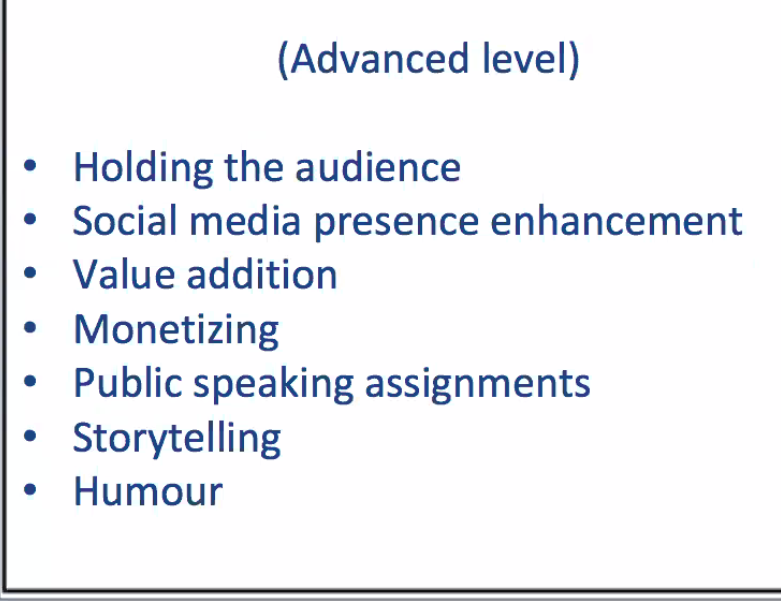 (Advanced level)
• Holding the audience
• Social media presence enhancement
• Value addition
• Monetizing
• Public speaking assignments
• Storytelling
• Humour